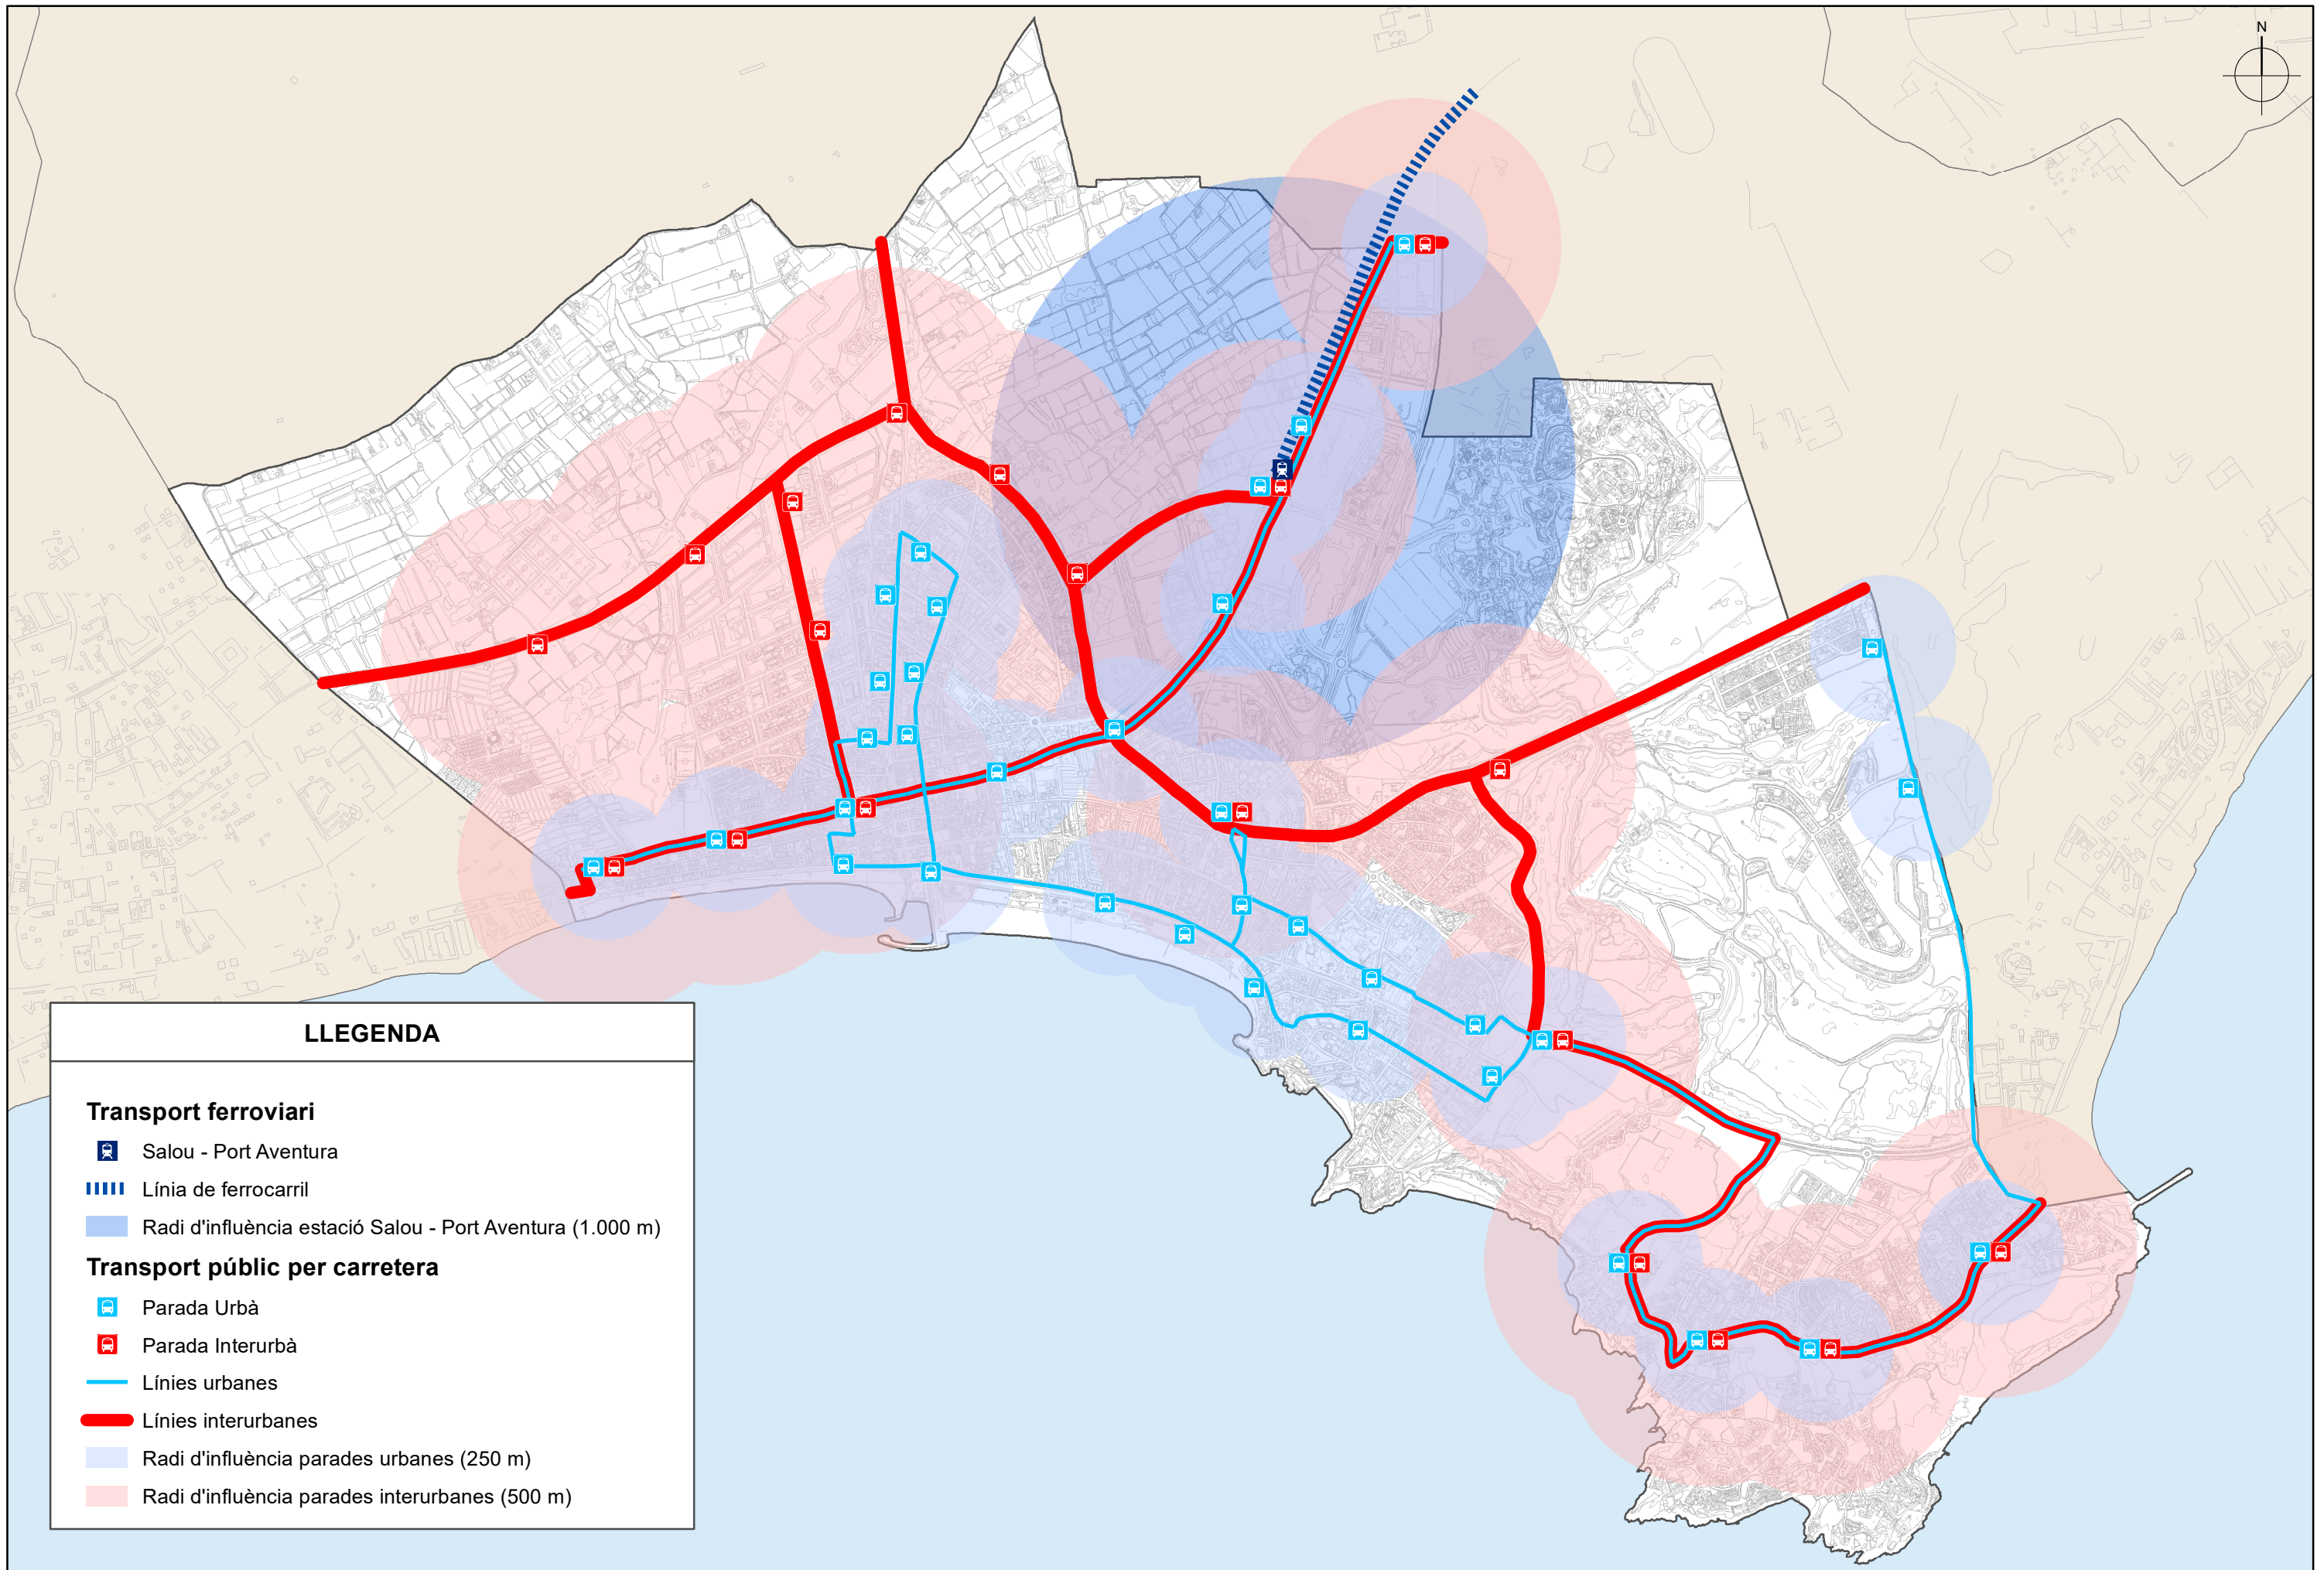 N
LLEGENDA
Transport ferroviari
Salou - Port Aventura
Línia de ferrocarril
Radi d'influència estació Salou - Port Aventura (1.000 m)
Transport públic per carretera
Parada Urbà
Parada Interurbà
Línies urbanes
Línies interurbanes
Radi d'influència parades urbanes (250 m)
Radi d'influència parades interurbanes (500 m)